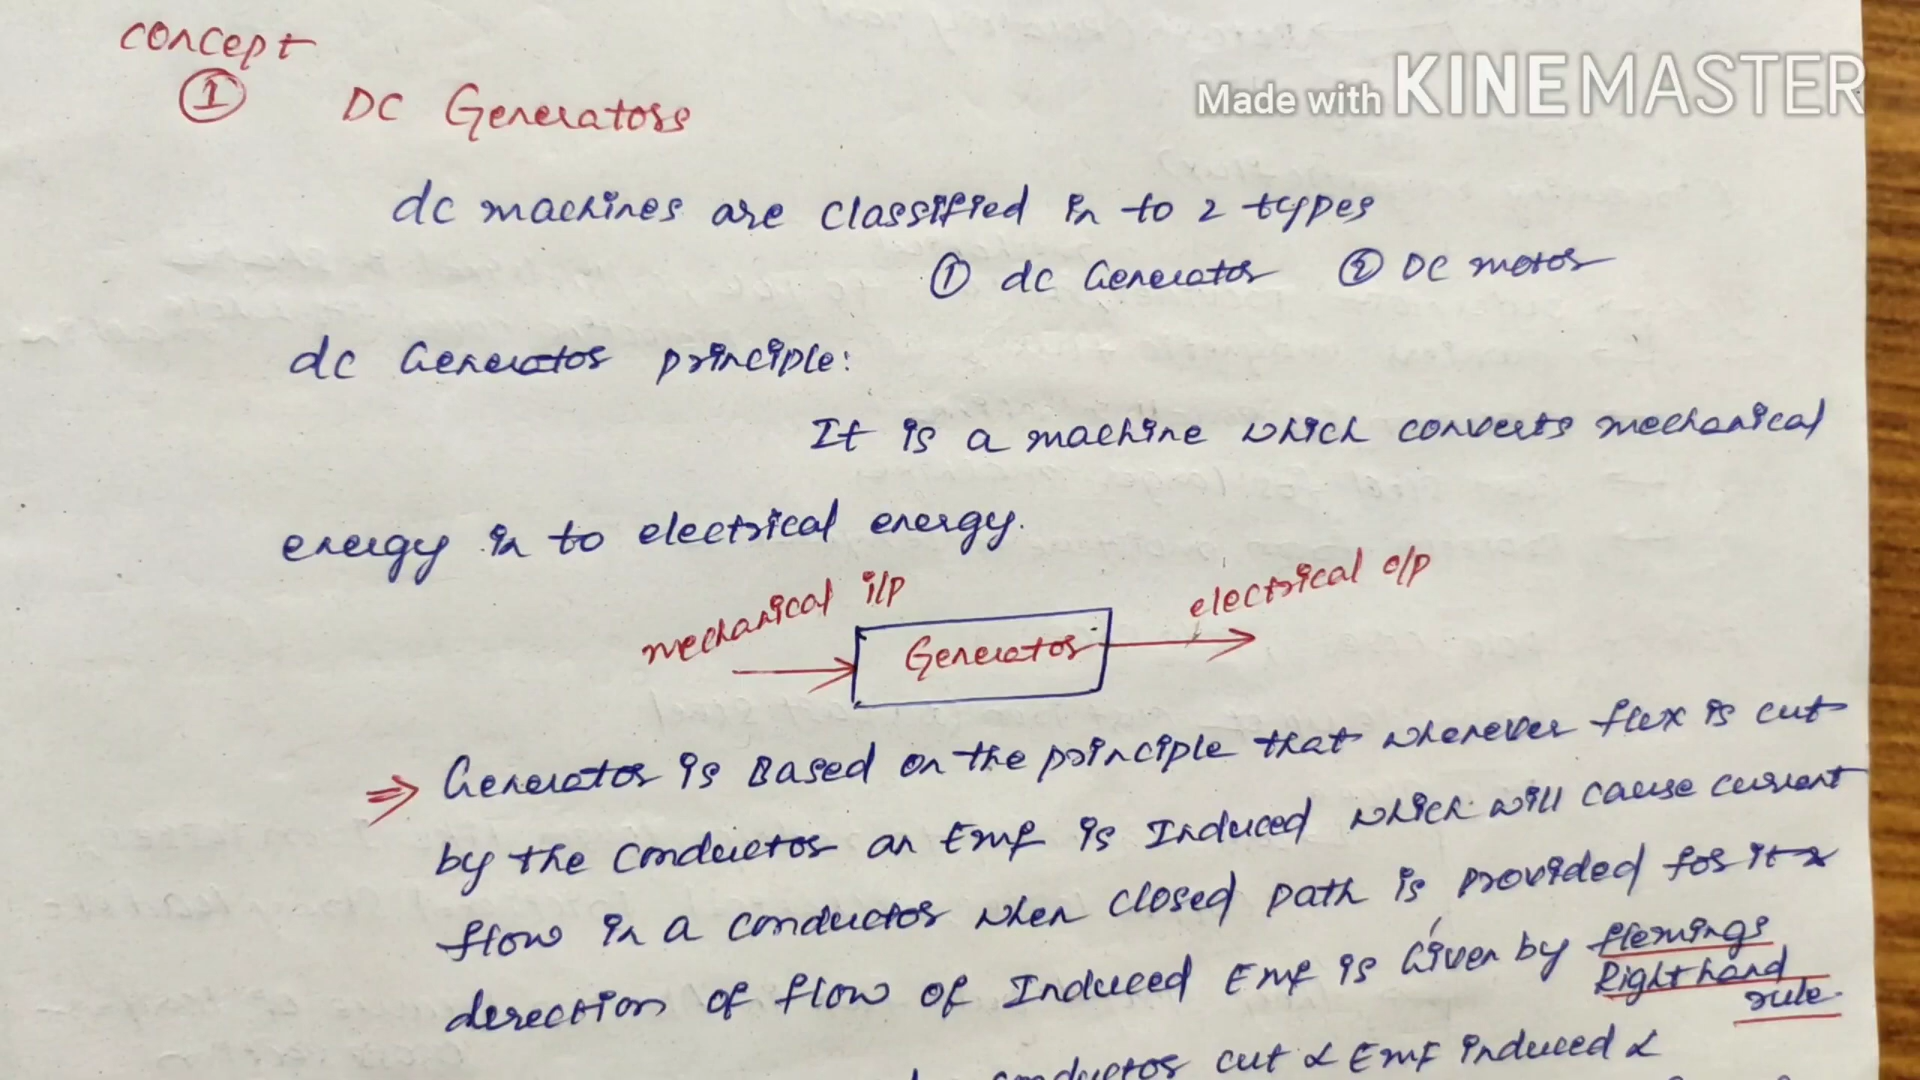 concept
① DC Generators
Made with KINEMASTER
dc machines are classified in to 2 types
① dc Generator ② DC motor
dc Generator principle:
It is a machine which converts mechanical
energy in to electrical energy.
mechanical i/p
electrical o/p
Generator
⇒ Generator is Based on the principle that whenever flux is cut
by the conductor an Emf is Induced which will cause current
flow in a conductor when closed path is provided for it &
direction of flow of Induced Emf is Given by flemings
Right hand
rule.
conductor cut & EMF induced &